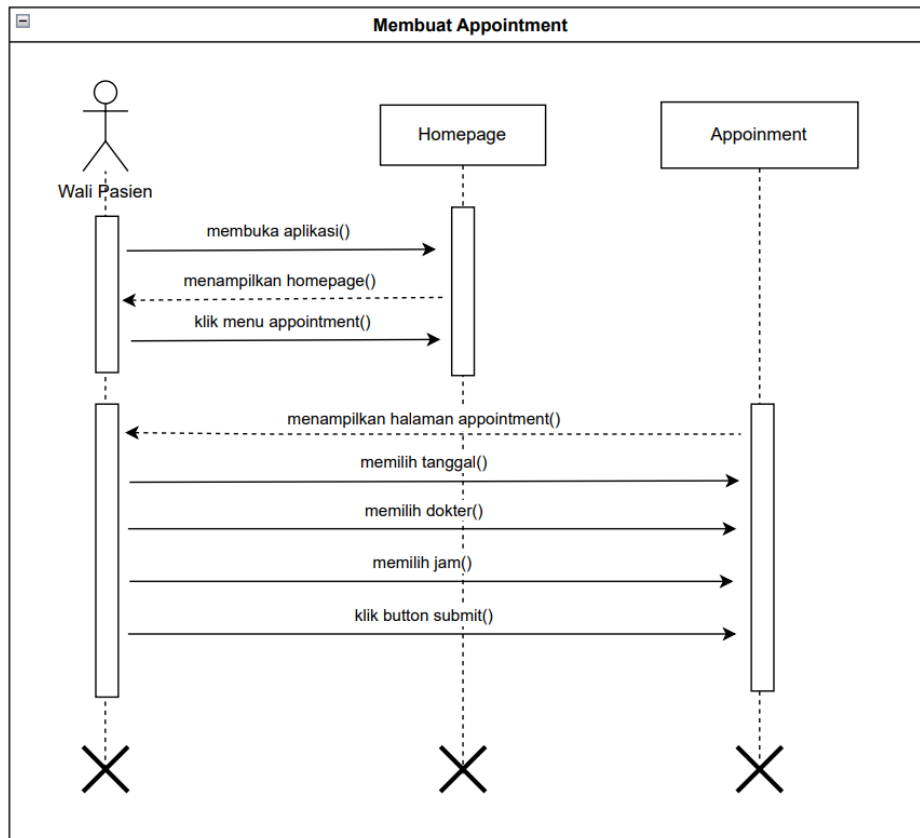 Membuat Appointment
Homepage
Appoinment
Wali Pasien
membuka aplikasi()
menampilkan homepage()
klik menu appointment()
menampilkan halaman appointment()
memilih tanggal()
memilih dokter()
memilih jam()
klik button submit()